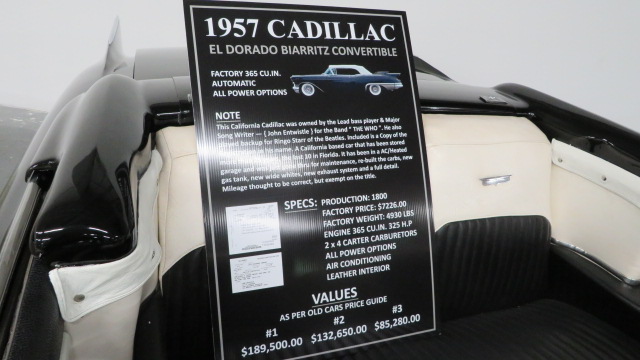 1957 CADILLAC
EL DORADO BIARRITZ CONVERTIBLE
FACTORY 365 CU.IN.
AUTOMATIC
ALL POWER OPTIONS
NOTE
This California Cadillac was owned by the Lead bass player & Major
Song Writer — ( John Entwistle ) for the Band " THE WHO ". He also
backup for Ringo Starr of the Beatles. Included is a Copy of the
his name. A California based car that has been stored
the last 10 in Florida. It has been in a AC/Heated
garage and for maintenance, re-built the carbs, new
gas tank, new wide whites, new exhaust system and a full detail.
Mileage thought to be correct, but exempt on the title.
SPECS: PRODUCTION: 1800
FACTORY PRICE: $7226.00
FACTORY WEIGHT: 4930 LBS
ENGINE 365 CU.IN. 325 H.P
2 x 4 CARTER CARBURETORS
ALL POWER OPTIONS
AIR CONDITIONING
LEATHER INTERIOR
VALUES
AS PER OLD CARS PRICE GUIDE
#1 #2 #3
$189,500.00 $132,650.00 $85,280.00